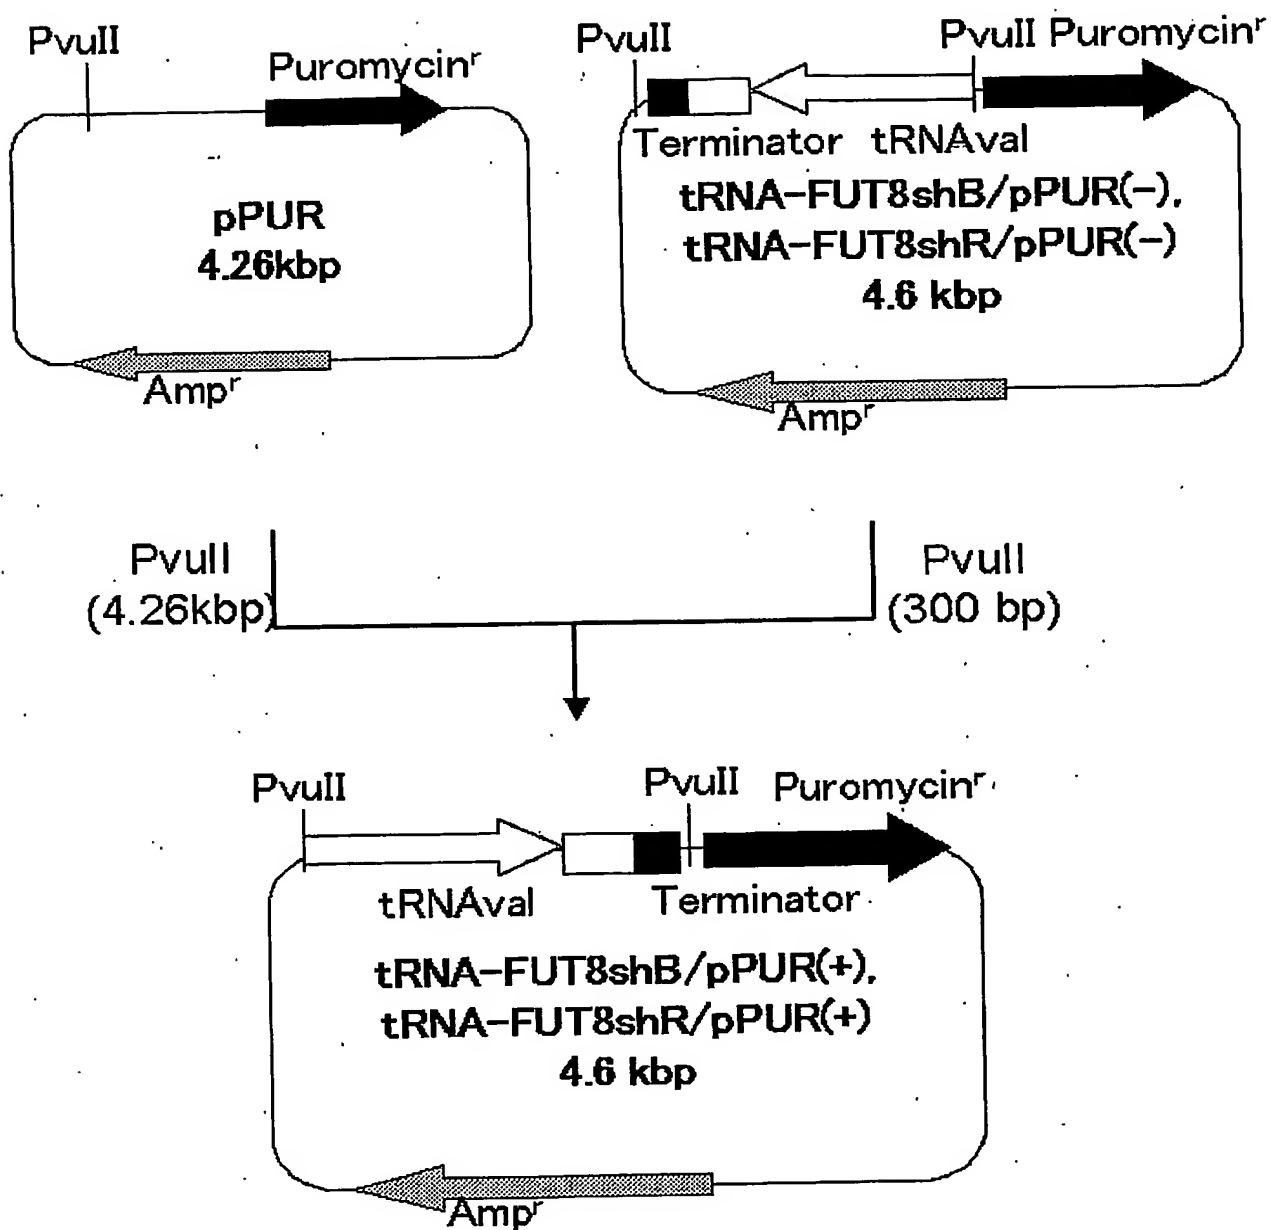 PvuII
Puromycinʳ
pPUR
4.26kbp
Ampʳ
PvuII
PvuII Puromycinʳ
Terminator tRNAval
tRNA-FUT8shB/pPUR(-),
tRNA-FUT8shR/pPUR(-)
4.6 kbp
Ampʳ
PvuII
(4.26kbp)
PvuII
(300 bp)
PvuII
PvuII
Puromycinʳ
tRNAval
Terminator
tRNA-FUT8shB/pPUR(+),
tRNA-FUT8shR/pPUR(+)
4.6 kbp
Ampʳ